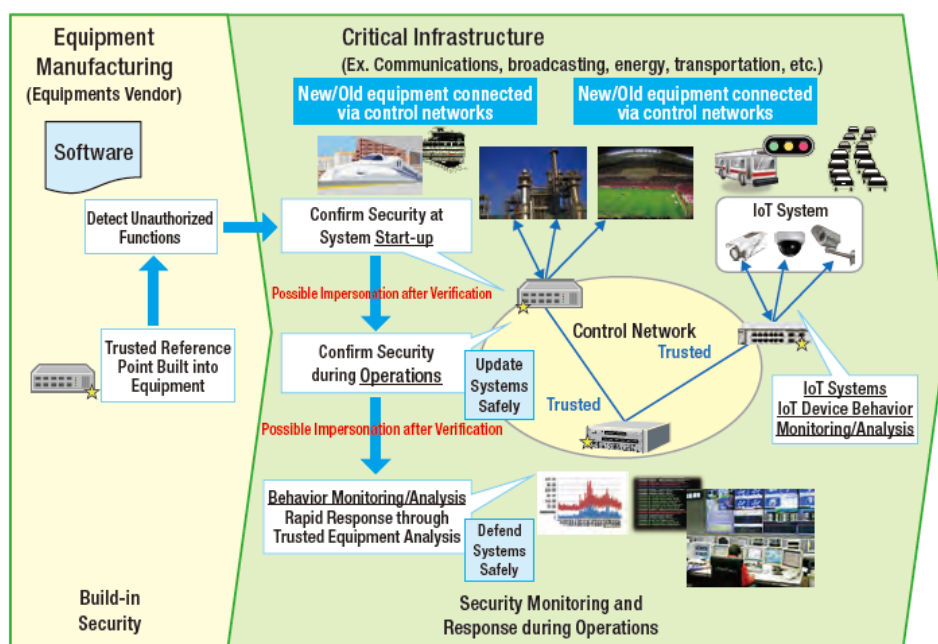 Equipment
Manufacturing
(Equipments Vendor)
Software
Detect Unauthorized
Functions
Trusted Reference
Point Built into
Equipment
Build-in
Security
Critical Infrastructure
(Ex. Communications, broadcasting, energy, transportation, etc.)
New/Old equipment connected
via control networks
New/Old equipment connected
via control networks
Confirm Security at
System Start-up
IoT System
Possible Impersonation after Verification
Control Network
Trusted
Trusted
Confirm Security
during Operations
Update
Systems
Safely
IoT Systems
IoT Device Behavior
Monitoring/Analysis
Possible Impersonation after Verification
Behavior Monitoring/Analysis
Rapid Response through
Trusted Equipment Analysis
Defend
Systems
Safely
Security Monitoring and
Response during Operations